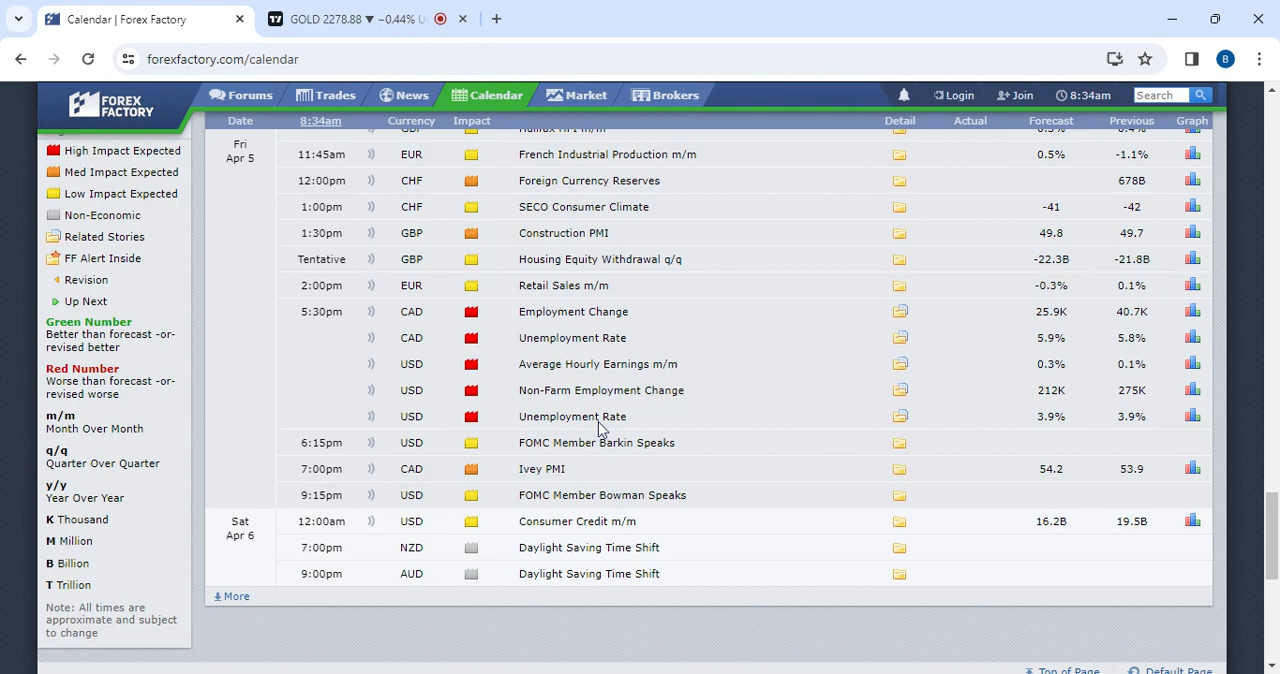 Calendar | Forex Factory
GOLD 2278.88 ▼ −0.44% U
forexfactory.com/calendar
B
FOREX FACTORY
Forums Trades News Calendar Market Brokers Login Join 8:34am Search
Date 8:34am Currency Impact Detail Actual Forecast Previous Graph
High Impact Expected
Med Impact Expected
Low Impact Expected
Non-Economic
Related Stories
FF Alert Inside
Revision
Up Next
Green Number
Better than forecast -or-
revised better
Red Number
Worse than forecast -or-
revised worse
m/m
Month Over Month
q/q
Quarter Over Quarter
y/y
Year Over Year
K Thousand
M Million
B Billion
T Trillion
Note: All times are
approximate and subject
to change
Fri
Apr 5
11:45am EUR French Industrial Production m/m 0.5% -1.1%
12:00pm CHF Foreign Currency Reserves 678B
1:00pm CHF SECO Consumer Climate -41 -42
1:30pm GBP Construction PMI 49.8 49.7
Tentative GBP Housing Equity Withdrawal q/q -22.3B -21.8B
2:00pm EUR Retail Sales m/m -0.3% 0.1%
5:30pm CAD Employment Change 25.9K 40.7K
CAD Unemployment Rate 5.9% 5.8%
USD Average Hourly Earnings m/m 0.3% 0.1%
USD Non-Farm Employment Change 212K 275K
USD Unemployment Rate 3.9% 3.9%
6:15pm USD FOMC Member Barkin Speaks
7:00pm CAD Ivey PMI 54.2 53.9
9:15pm USD FOMC Member Bowman Speaks
Sat
Apr 6
12:00am USD Consumer Credit m/m 16.2B 19.5B
7:00pm NZD Daylight Saving Time Shift
9:00pm AUD Daylight Saving Time Shift
More
Top of Page Default Page